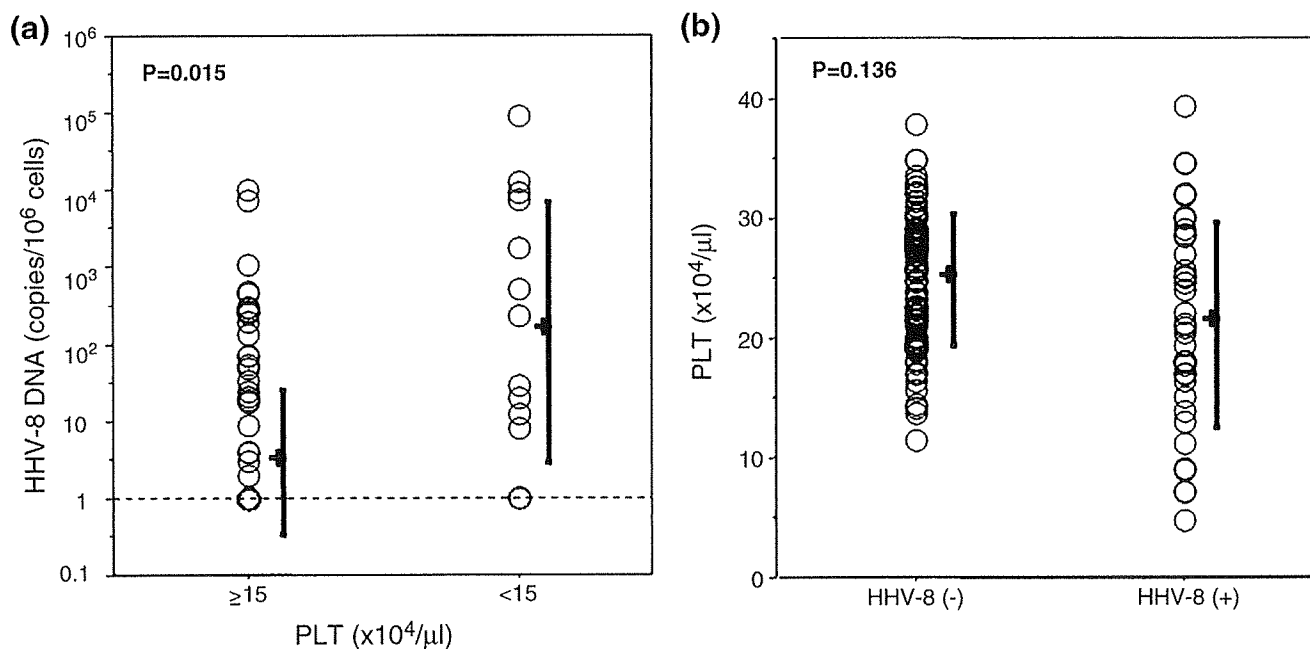 (a)
P=0.015
HHV-8 DNA (copies/10⁶ cells)
10⁶
10⁵
10⁴
10³
10²
10
1
0.1
≥15
<15
PLT (x10⁴/μl)
(b)
P=0.136
PLT (x10⁴/μl)
40
30
20
10
0
HHV-8 (-)
HHV-8 (+)